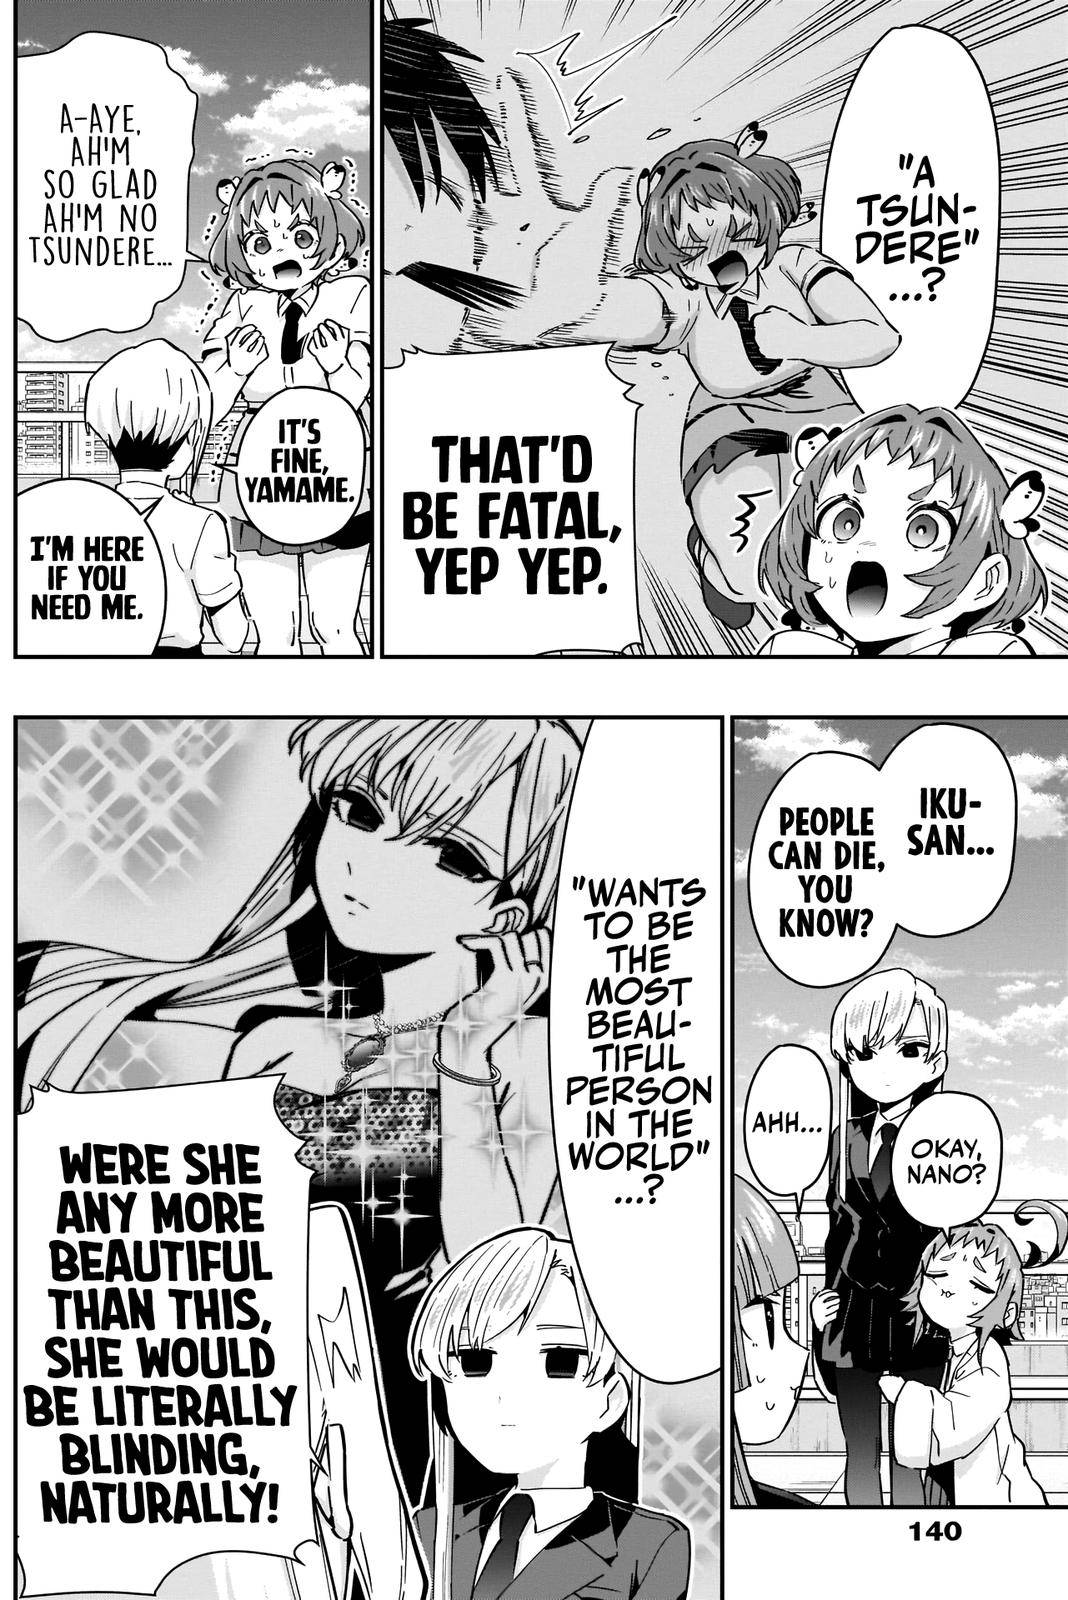 "A
TSUN-
DERE"
...?
THAT'D
BE FATAL,
YEP YEP.
A-AYE,
AH'M
SO GLAD
AH'M NO
TSUNDERE...
IT'S
FINE,
YAMAME.
I'M HERE
IF YOU
NEED ME.
IKU-
SAN...
PEOPLE
CAN DIE,
YOU
KNOW?
OKAY,
NANO?
AHH...
"WANTS
TO BE
THE
MOST
BEAU-
TIFUL
PERSON
IN THE
WORLD"
...?
WERE SHE
ANY MORE
BEAUTIFUL
THAN THIS,
SHE WOULD
BE LITERALLY
BLINDING,
NATURALLY!
140